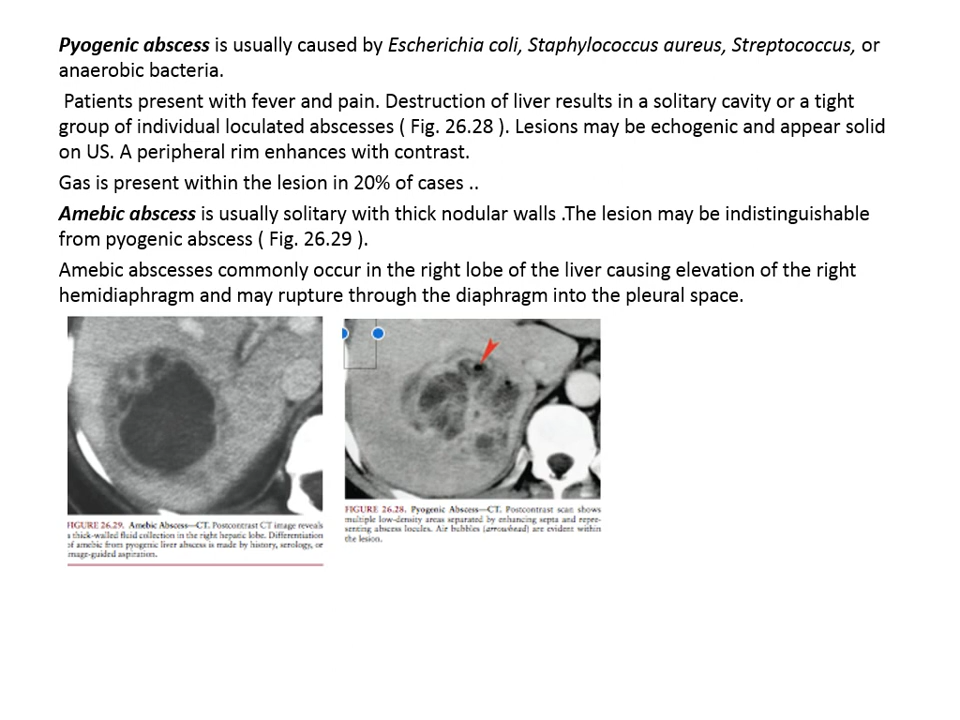 Pyogenic abscess is usually caused by Escherichia coli, Staphylococcus aureus, Streptococcus, or
anaerobic bacteria.
Patients present with fever and pain. Destruction of liver results in a solitary cavity or a tight
group of individual loculated abscesses ( Fig. 26.28 ). Lesions may be echogenic and appear solid
on US. A peripheral rim enhances with contrast.
Gas is present within the lesion in 20% of cases ..
Amebic abscess is usually solitary with thick nodular walls .The lesion may be indistinguishable
from pyogenic abscess ( Fig. 26.29 ).
Amebic abscesses commonly occur in the right lobe of the liver causing elevation of the right
hemidiaphragm and may rupture through the diaphragm into the pleural space.
FIGURE 26.29. Amebic Abscess—CT. Postcontrast CT image reveals
a thick-walled fluid collection in the right hepatic lobe. Differentiation
of amebic from pyogenic liver abscess is made by history, serology, or
image-guided aspiration.
FIGURE 26.28. Pyogenic Abscess—CT. Postcontrast scan shows
multiple low-density areas separated by enhancing septa and repre-
senting abscess locules. Air bubbles (arrowhead) are evident within
the lesion.